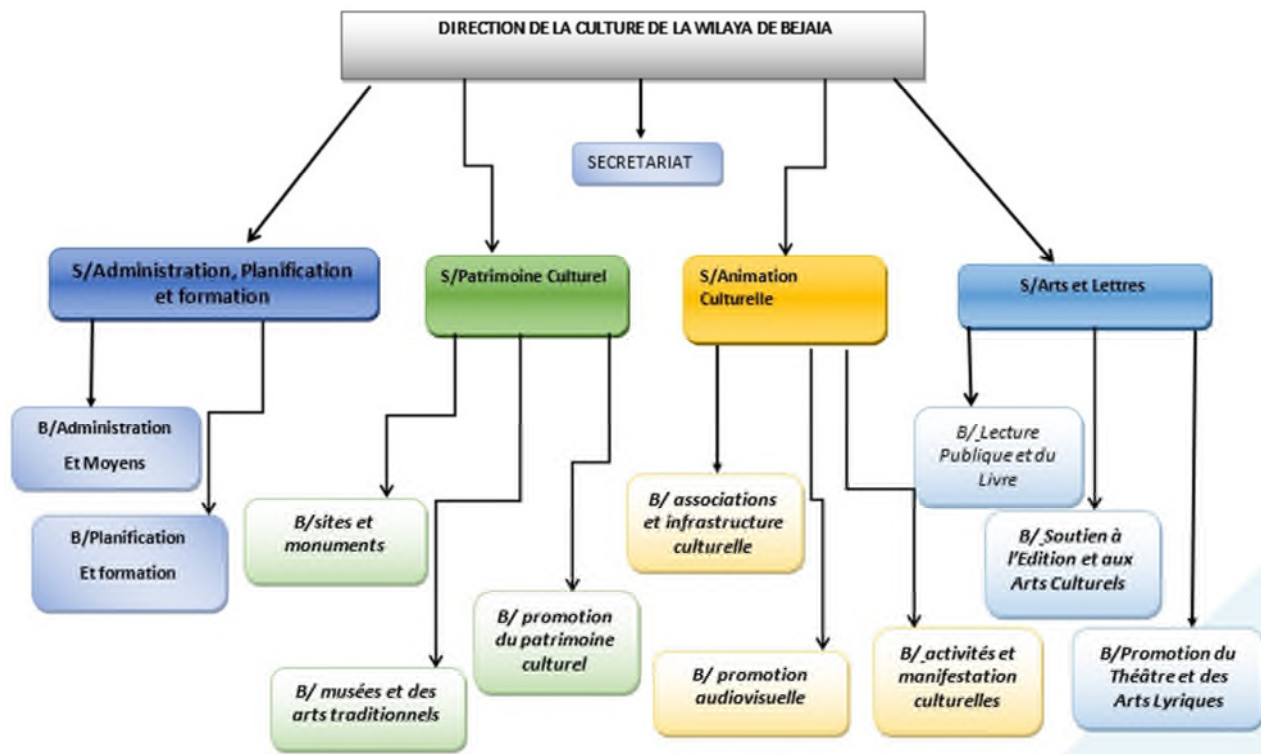 DIRECTION DE LA CULTURE DE LA WILAYA DE BEJAIA
SECRETARIAT
S/Administration, Planification
et formation
S/Patrimoine Culturel
S/Animation
Culturelle
S/Arts et Lettres
B/Administration
Et Moyens
B/Planification
Et formation
B/sites et
monuments
B/ musées et des
arts traditionnels
B/ promotion
du patrimoine
culturel
B/ associations
et infrastructure
culturelle
B/ promotion
audiovisuelle
B/ activités et
manifestation
culturelles
B/ Lecture
Publique et du
Livre
B/ Soutien à
l'Edition et aux
Arts Culturels
B/Promotion du
Théâtre et des
Arts Lyriques